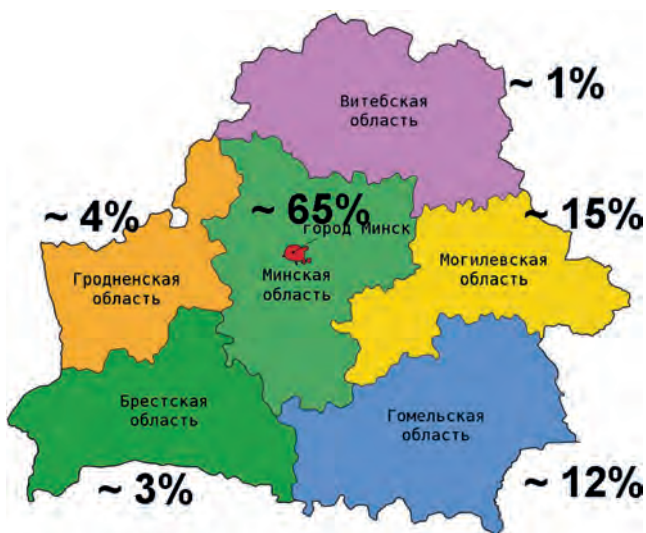 ~ 1%
Витебская
область
~ 4%
~ 65%
город Минск
~ 15%
Гродненская
область
Минская
область
Могилевская
область
Брестская
область
Гомельская
область
~ 3%
~ 12%